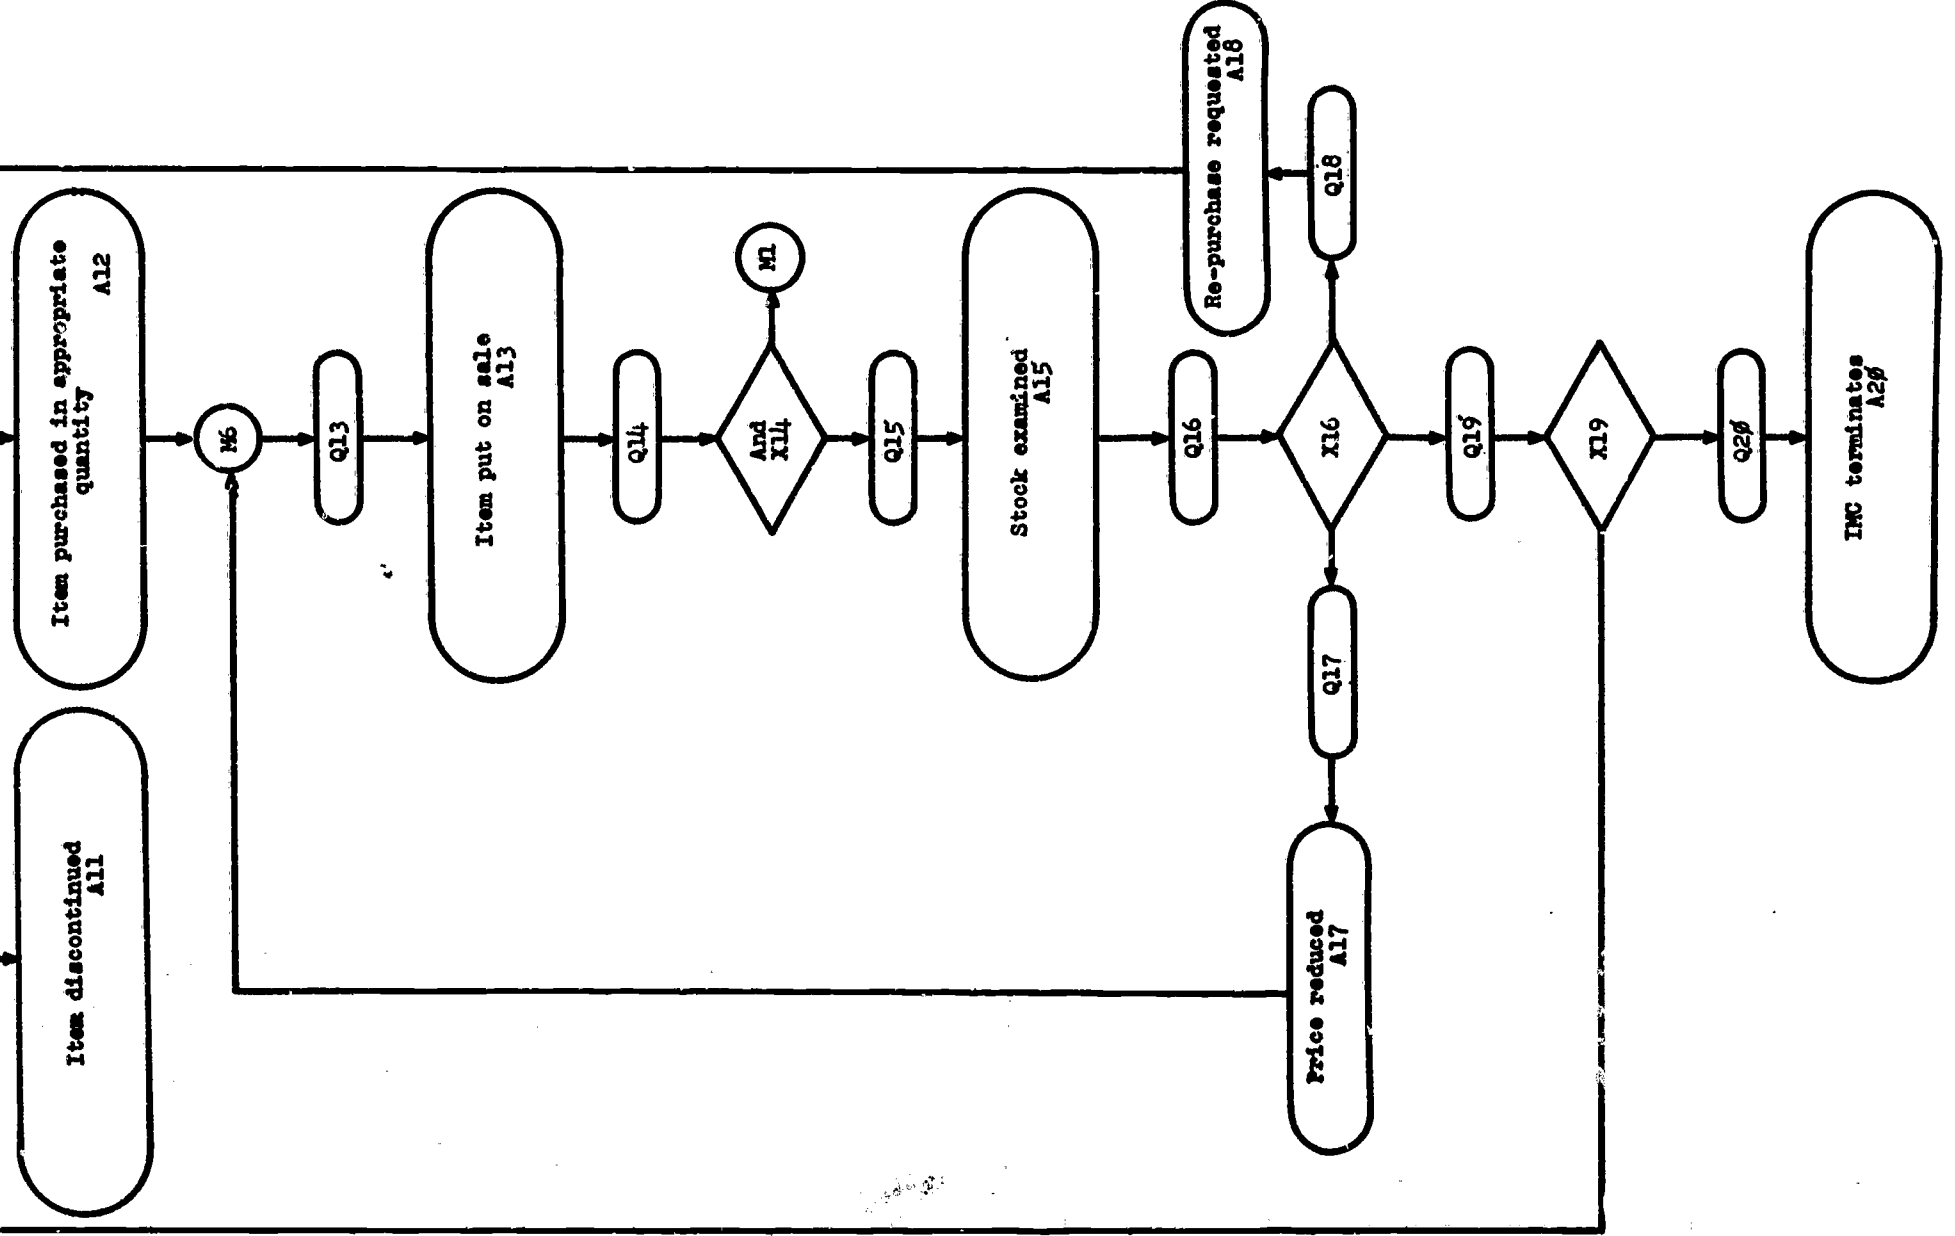 Item discontinued
A11
Item purchased in appropriate
quantity
A12
M6
Q13
Item put on sale
A13
Q14
And
X14
M1
Q15
Stock examined
A15
Q16
X16
Q17
Price reduced
A17
Q18
Re-purchase requested
A18
Q19
X19
Q2Ø
IMC terminates
A2Ø